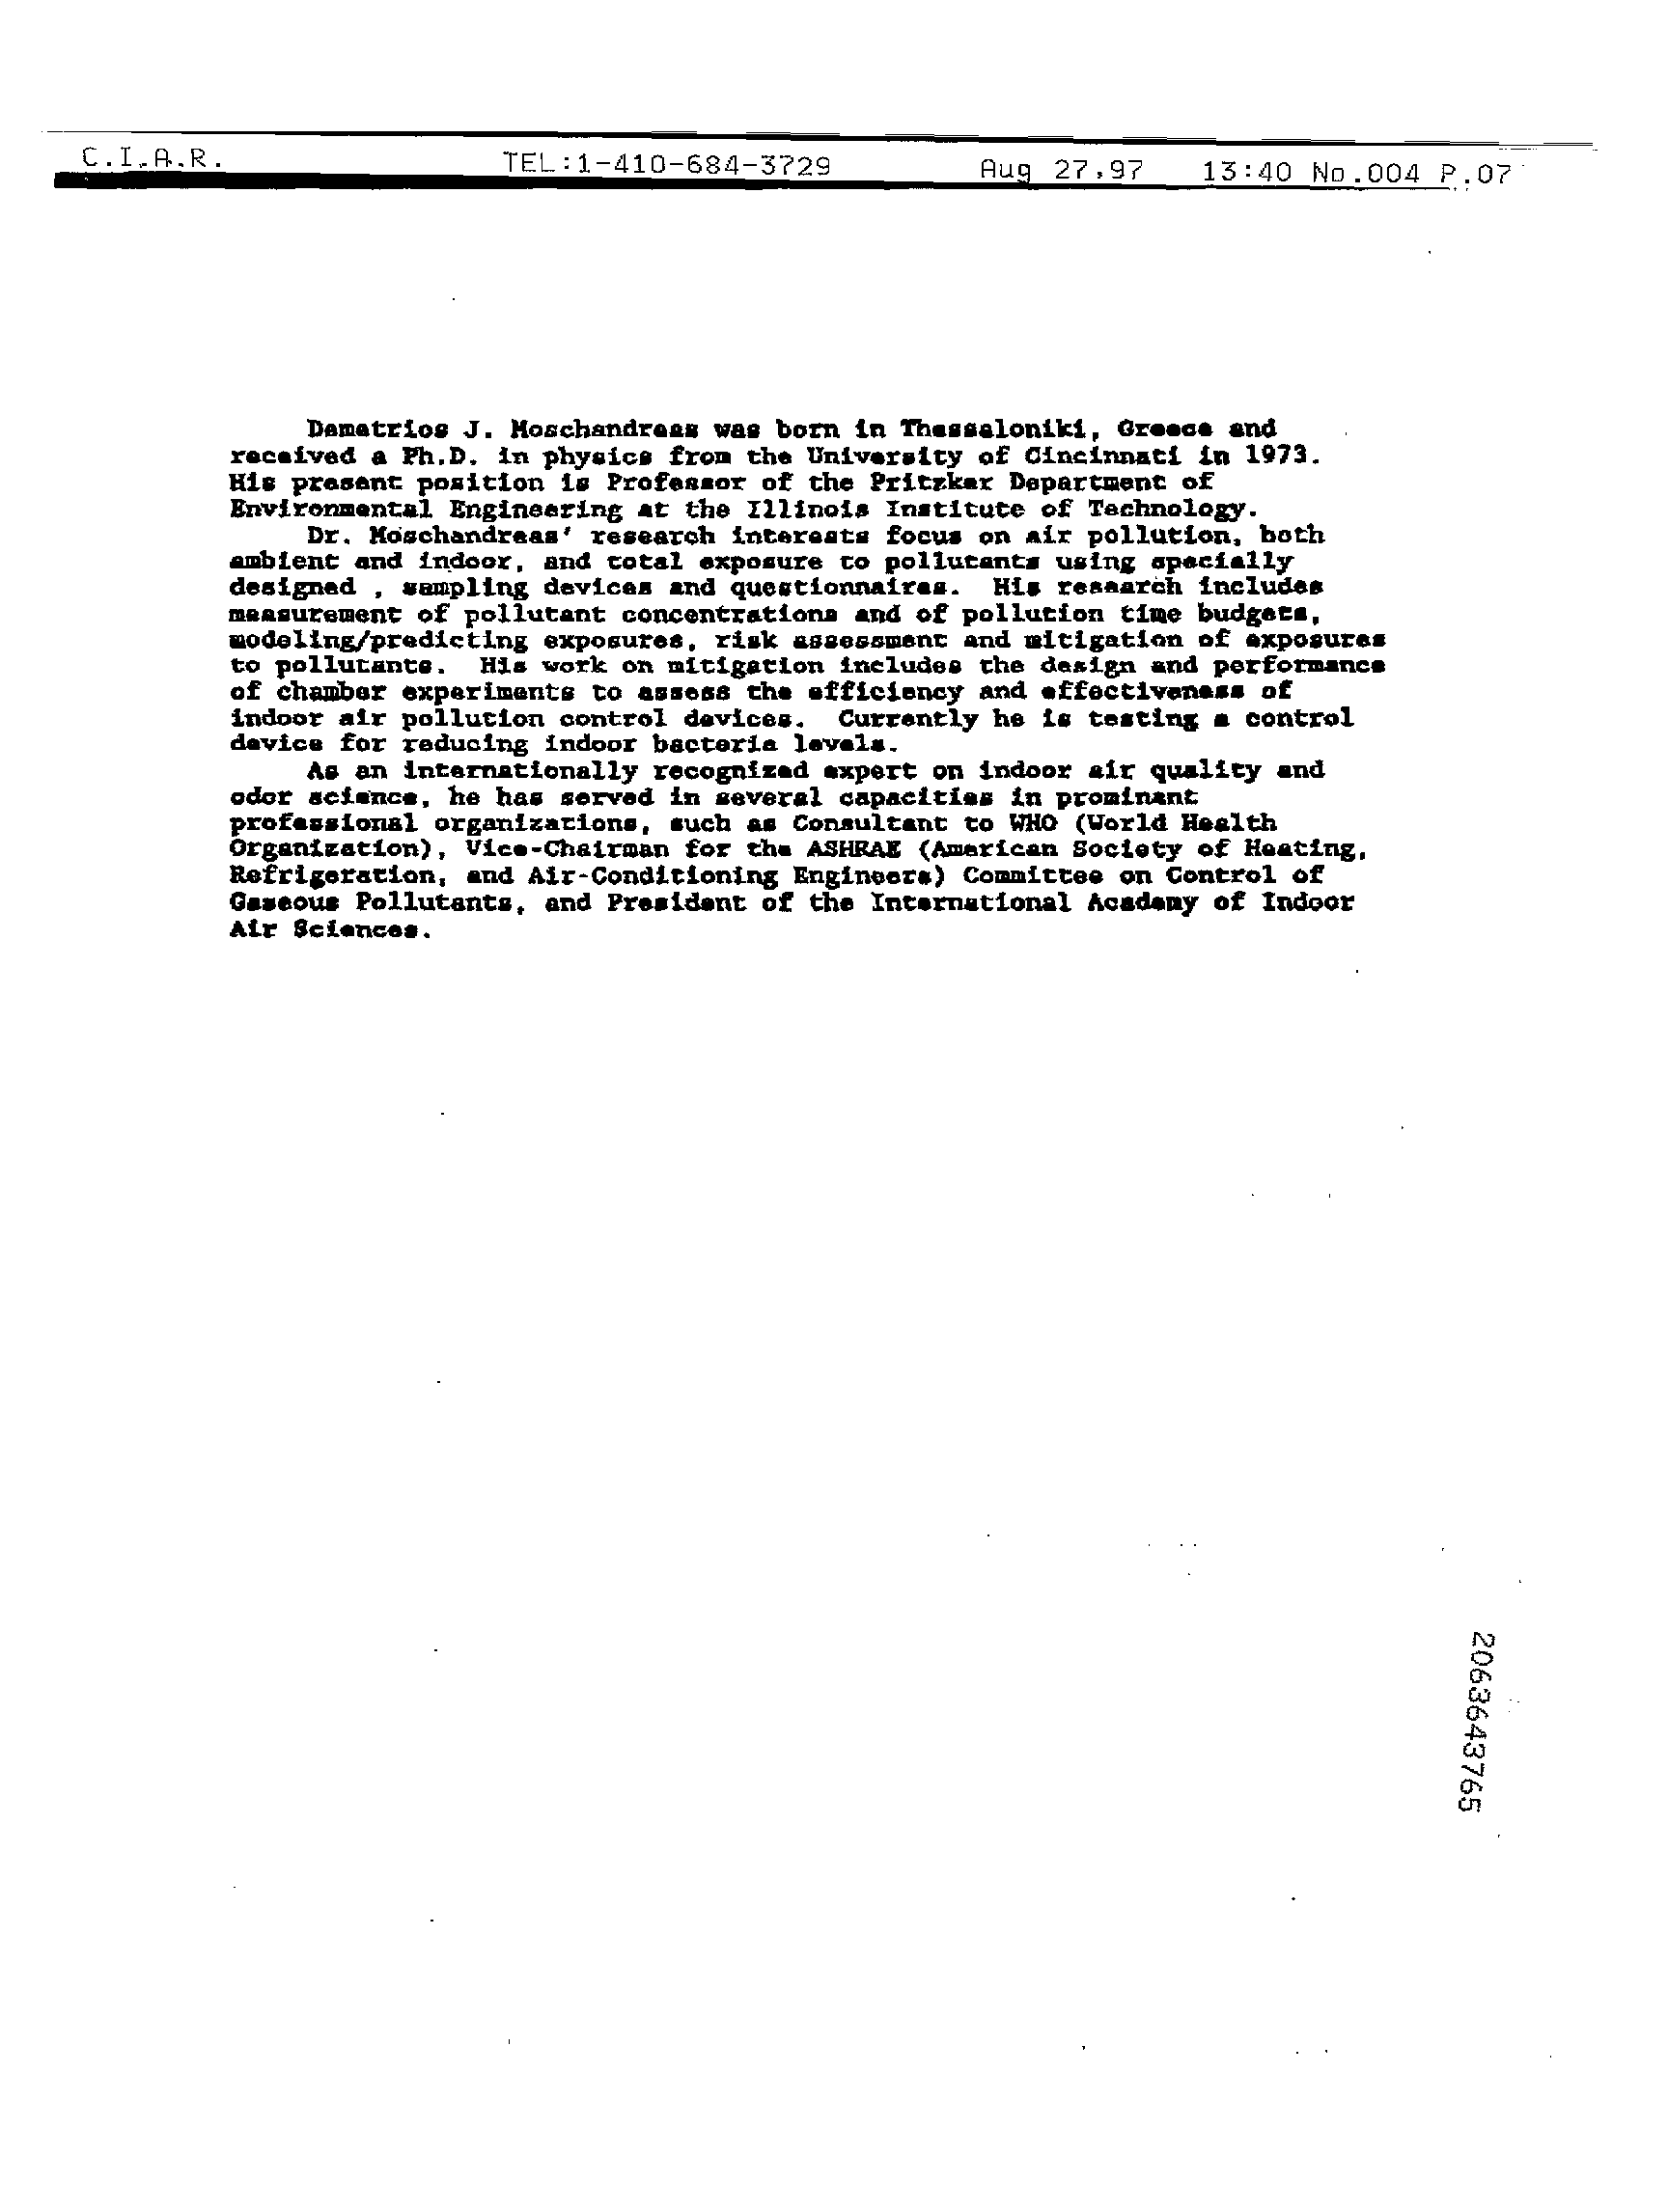 C.I.A.R. TEL:1-410-684-3729 Aug 27,97 13:40 No.004 P.07
Demetrios J. Moschandreas was born in Thessaloniki, Greece and
received a Ph.D. in physics from the University of Cincinnati in 1973.
His present position is Professor of the Pritzker Department of
Environmental Engineering at the Illinois Institute of Technology.
Dr. Moschandreas' research interests focus on air pollution, both
ambient and indoor, and total exposure to pollutants using specially
designed , sampling devices and questionnaires. His research includes
measurement of pollutant concentrations and of pollution time budgets,
modeling/predicting exposures, risk assessment and mitigation of exposures
to pollutants. His work on mitigation includes the design and performance
of chamber experiments to assess the efficiency and effectiveness of
indoor air pollution control devices. Currently he is testing a control
device for reducing indoor bacteria levels.
As an internationally recognized expert on indoor air quality and
odor science, he has served in several capacities in prominent
professional organizations, such as Consultant to WHO (World Health
Organization), Vice-Chairman for the ASHRAE (American Society of Heating,
Refrigeration, and Air-Conditioning Engineers) Committee on Control of
Gaseous Pollutants, and President of the International Academy of Indoor
Air Sciences.
2063643765